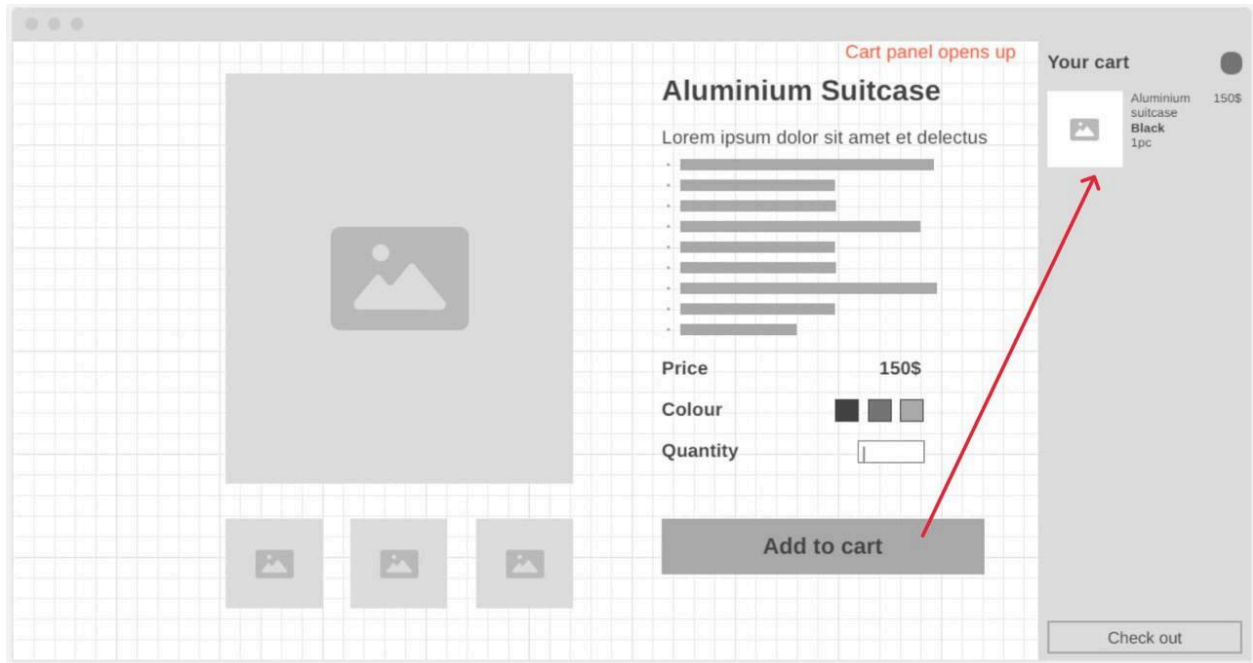 Cart panel opens up
Aluminium Suitcase
Lorem ipsum dolor sit amet et delectus
Price 150$
Colour
Quantity
Add to cart
Your cart
Aluminium 150$
suitcase
Black
1pc
Check out